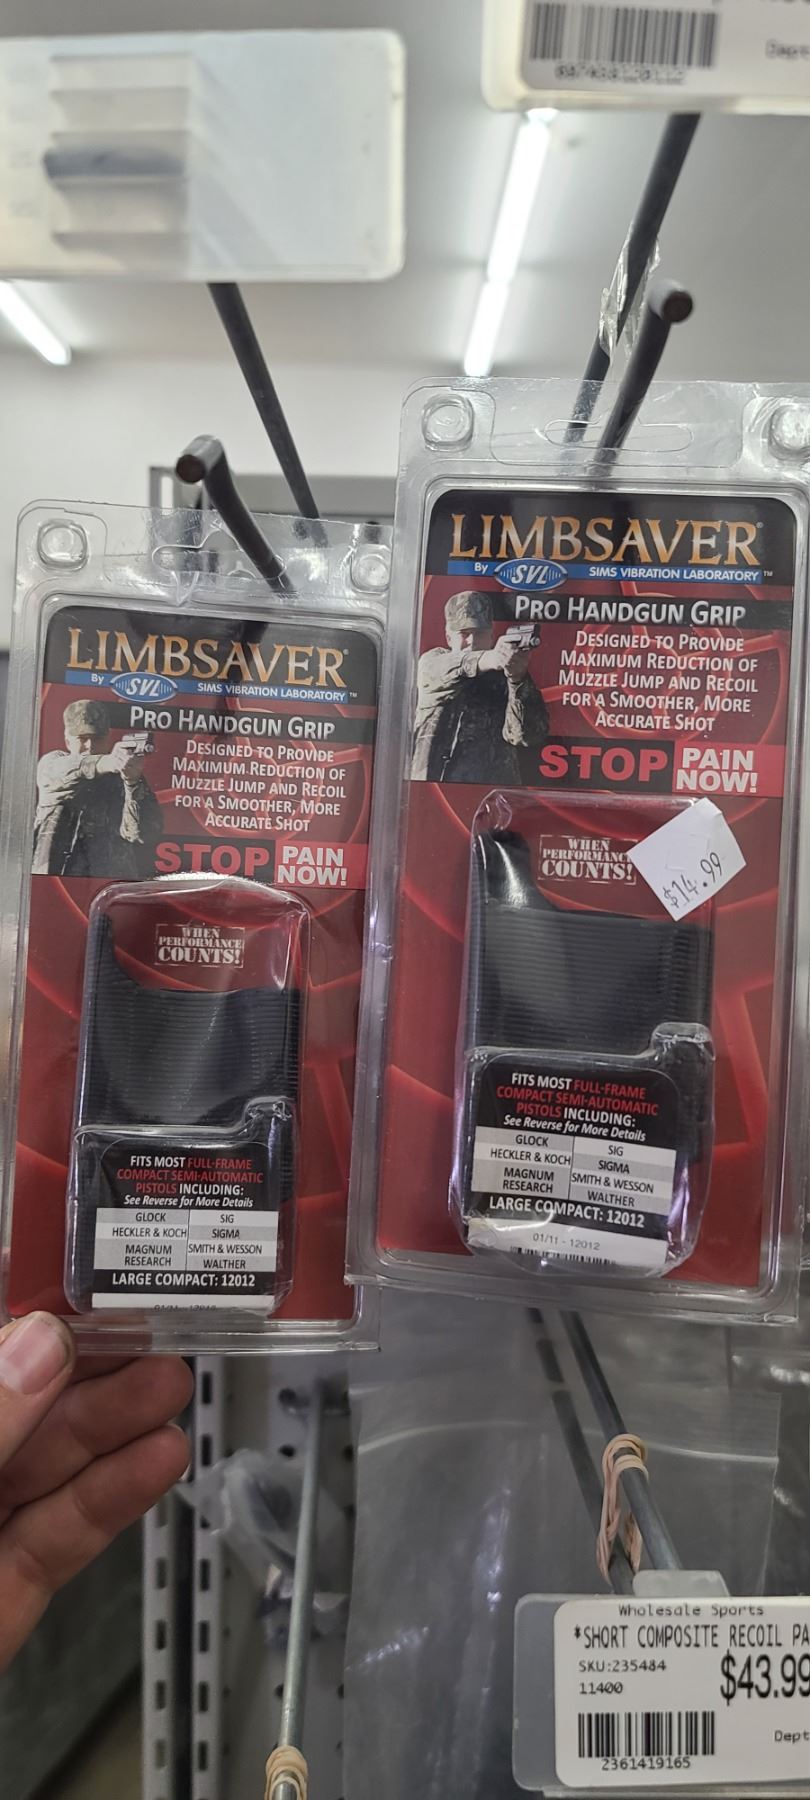 LIMBSAVER®
By SVL SIMS VIBRATION LABORATORY™
PRO HANDGUN GRIP
DESIGNED TO PROVIDE
MAXIMUM REDUCTION OF
MUZZLE JUMP AND RECOIL
FOR A SMOOTHER, MORE
ACCURATE SHOT
STOP PAIN NOW!
WHEN
PERFORMANCE
COUNTS!
FITS MOST FULL-FRAME
COMPACT SEMI-AUTOMATIC
PISTOLS INCLUDING:
See Reverse for More Details
GLOCK SIG
HECKLER & KOCH SIGMA
MAGNUM RESEARCH SMITH & WESSON
WALTHER
LARGE COMPACT: 12012
LIMBSAVER®
By SVL SIMS VIBRATION LABORATORY™
PRO HANDGUN GRIP
DESIGNED TO PROVIDE
MAXIMUM REDUCTION OF
MUZZLE JUMP AND RECOIL
FOR A SMOOTHER, MORE
ACCURATE SHOT
STOP PAIN NOW!
WHEN
PERFORMANCE
COUNTS!
$14.99
FITS MOST FULL-FRAME
COMPACT SEMI-AUTOMATIC
PISTOLS INCLUDING:
See Reverse for More Details
GLOCK SIG
HECKLER & KOCH SIGMA
MAGNUM RESEARCH SMITH & WESSON
WALTHER
LARGE COMPACT: 12012
01/11 - 12012
Wholesale Sports
*SHORT COMPOSITE RECOIL PA
SKU:235484
11400
$43.99
Dept
2361419165